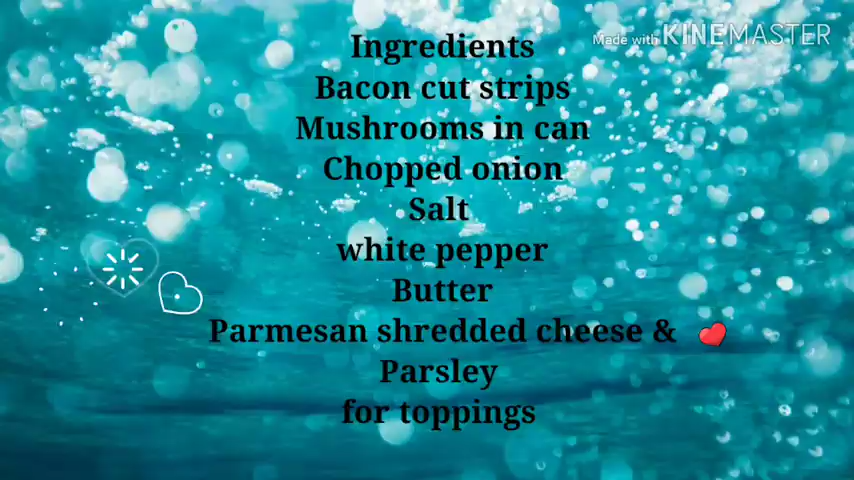 Made with KINEMASTER
Ingredients
Bacon cut strips
Mushrooms in can
Chopped onion
Salt
white pepper
Butter
Parmesan shredded cheese &
Parsley
for toppings